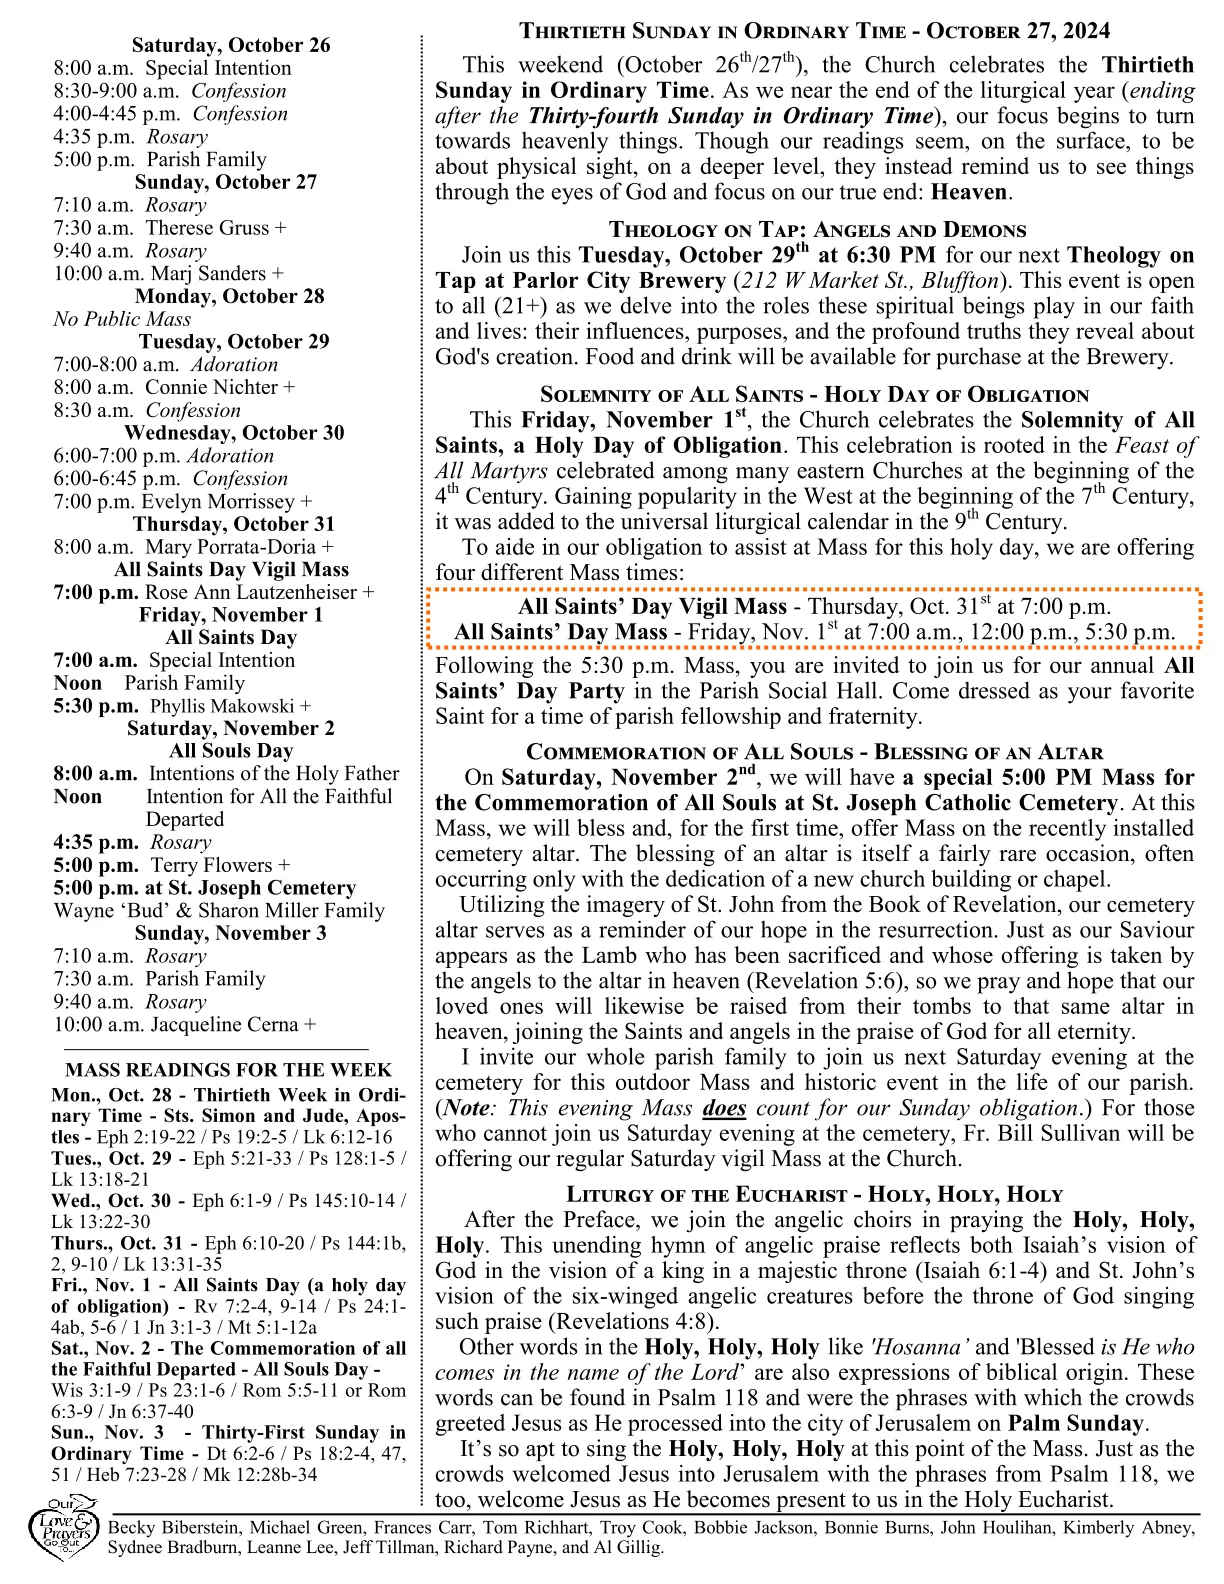 Saturday, October 26
8:00 a.m. Special Intention
8:30-9:00 a.m. Confession
4:00-4:45 p.m. Confession
4:35 p.m. Rosary
5:00 p.m. Parish Family
Sunday, October 27
7:10 a.m. Rosary
7:30 a.m. Therese Gruss +
9:40 a.m. Rosary
10:00 a.m. Marj Sanders +
Monday, October 28
No Public Mass
Tuesday, October 29
7:00-8:00 a.m. Adoration
8:00 a.m. Connie Nichter +
8:30 a.m. Confession
Wednesday, October 30
6:00-7:00 p.m. Adoration
6:00-6:45 p.m. Confession
7:00 p.m. Evelyn Morrissey +
Thursday, October 31
8:00 a.m. Mary Porrata-Doria +
All Saints Day Vigil Mass
7:00 p.m. Rose Ann Lautzenheiser +
Friday, November 1
All Saints Day
7:00 a.m. Special Intention
Noon Parish Family
5:30 p.m. Phyllis Makowski +
Saturday, November 2
All Souls Day
8:00 a.m. Intentions of the Holy Father
Noon Intention for All the Faithful
Departed
4:35 p.m. Rosary
5:00 p.m. Terry Flowers +
5:00 p.m. at St. Joseph Cemetery
Wayne ‘Bud’ & Sharon Miller Family
Sunday, November 3
7:10 a.m. Rosary
7:30 a.m. Parish Family
9:40 a.m. Rosary
10:00 a.m. Jacqueline Cerna +
MASS READINGS FOR THE WEEK
Mon., Oct. 28 - Thirtieth Week in Ordi-
nary Time - Sts. Simon and Jude, Apos-
tles - Eph 2:19-22 / Ps 19:2-5 / Lk 6:12-16
Tues., Oct. 29 - Eph 5:21-33 / Ps 128:1-5 /
Lk 13:18-21
Wed., Oct. 30 - Eph 6:1-9 / Ps 145:10-14 /
Lk 13:22-30
Thurs., Oct. 31 - Eph 6:10-20 / Ps 144:1b,
2, 9-10 / Lk 13:31-35
Fri., Nov. 1 - All Saints Day (a holy day
of obligation) - Rv 7:2-4, 9-14 / Ps 24:1-
4ab, 5-6 / 1 Jn 3:1-3 / Mt 5:1-12a
Sat., Nov. 2 - The Commemoration of all
the Faithful Departed - All Souls Day -
Wis 3:1-9 / Ps 23:1-6 / Rom 5:5-11 or Rom
6:3-9 / Jn 6:37-40
Sun., Nov. 3 - Thirty-First Sunday in
Ordinary Time - Dt 6:2-6 / Ps 18:2-4, 47,
51 / Heb 7:23-28 / Mk 12:28b-34
Thirtieth Sunday in Ordinary Time - October 27, 2024
This weekend (October 26th/27th), the Church celebrates the Thirtieth
Sunday in Ordinary Time. As we near the end of the liturgical year (ending
after the Thirty-fourth Sunday in Ordinary Time), our focus begins to turn
towards heavenly things. Though our readings seem, on the surface, to be
about physical sight, on a deeper level, they instead remind us to see things
through the eyes of God and focus on our true end: Heaven.
Theology on Tap: Angels and Demons
Join us this Tuesday, October 29th at 6:30 PM for our next Theology on
Tap at Parlor City Brewery (212 W Market St., Bluffton). This event is open
to all (21+) as we delve into the roles these spiritual beings play in our faith
and lives: their influences, purposes, and the profound truths they reveal about
God's creation. Food and drink will be available for purchase at the Brewery.
Solemnity of All Saints - Holy Day of Obligation
This Friday, November 1st, the Church celebrates the Solemnity of All
Saints, a Holy Day of Obligation. This celebration is rooted in the Feast of
All Martyrs celebrated among many eastern Churches at the beginning of the
4th Century. Gaining popularity in the West at the beginning of the 7th Century,
it was added to the universal liturgical calendar in the 9th Century.
To aide in our obligation to assist at Mass for this holy day, we are offering
four different Mass times:
All Saints’ Day Vigil Mass - Thursday, Oct. 31st at 7:00 p.m.
All Saints’ Day Mass - Friday, Nov. 1st at 7:00 a.m., 12:00 p.m., 5:30 p.m.
Following the 5:30 p.m. Mass, you are invited to join us for our annual All
Saints’ Day Party in the Parish Social Hall. Come dressed as your favorite
Saint for a time of parish fellowship and fraternity.
Commemoration of All Souls - Blessing of an Altar
On Saturday, November 2nd, we will have a special 5:00 PM Mass for
the Commemoration of All Souls at St. Joseph Catholic Cemetery. At this
Mass, we will bless and, for the first time, offer Mass on the recently installed
cemetery altar. The blessing of an altar is itself a fairly rare occasion, often
occurring only with the dedication of a new church building or chapel.
Utilizing the imagery of St. John from the Book of Revelation, our cemetery
altar serves as a reminder of our hope in the resurrection. Just as our Saviour
appears as the Lamb who has been sacrificed and whose offering is taken by
the angels to the altar in heaven (Revelation 5:6), so we pray and hope that our
loved ones will likewise be raised from their tombs to that same altar in
heaven, joining the Saints and angels in the praise of God for all eternity.
I invite our whole parish family to join us next Saturday evening at the
cemetery for this outdoor Mass and historic event in the life of our parish.
(Note: This evening Mass does count for our Sunday obligation.) For those
who cannot join us Saturday evening at the cemetery, Fr. Bill Sullivan will be
offering our regular Saturday vigil Mass at the Church.
Liturgy of the Eucharist - Holy, Holy, Holy
After the Preface, we join the angelic choirs in praying the Holy, Holy,
Holy. This unending hymn of angelic praise reflects both Isaiah’s vision of
God in the vision of a king in a majestic throne (Isaiah 6:1-4) and St. John’s
vision of the six-winged angelic creatures before the throne of God singing
such praise (Revelations 4:8).
Other words in the Holy, Holy, Holy like 'Hosanna’ and 'Blessed is He who
comes in the name of the Lord’ are also expressions of biblical origin. These
words can be found in Psalm 118 and were the phrases with which the crowds
greeted Jesus as He processed into the city of Jerusalem on Palm Sunday.
It’s so apt to sing the Holy, Holy, Holy at this point of the Mass. Just as the
crowds welcomed Jesus into Jerusalem with the phrases from Psalm 118, we
too, welcome Jesus as He becomes present to us in the Holy Eucharist.
Our
Love &
Prayers
Go Out
To...
Becky Biberstein, Michael Green, Frances Carr, Tom Richhart, Troy Cook, Bobbie Jackson, Bonnie Burns, John Houlihan, Kimberly Abney,
Sydnee Bradburn, Leanne Lee, Jeff Tillman, Richard Payne, and Al Gillig.